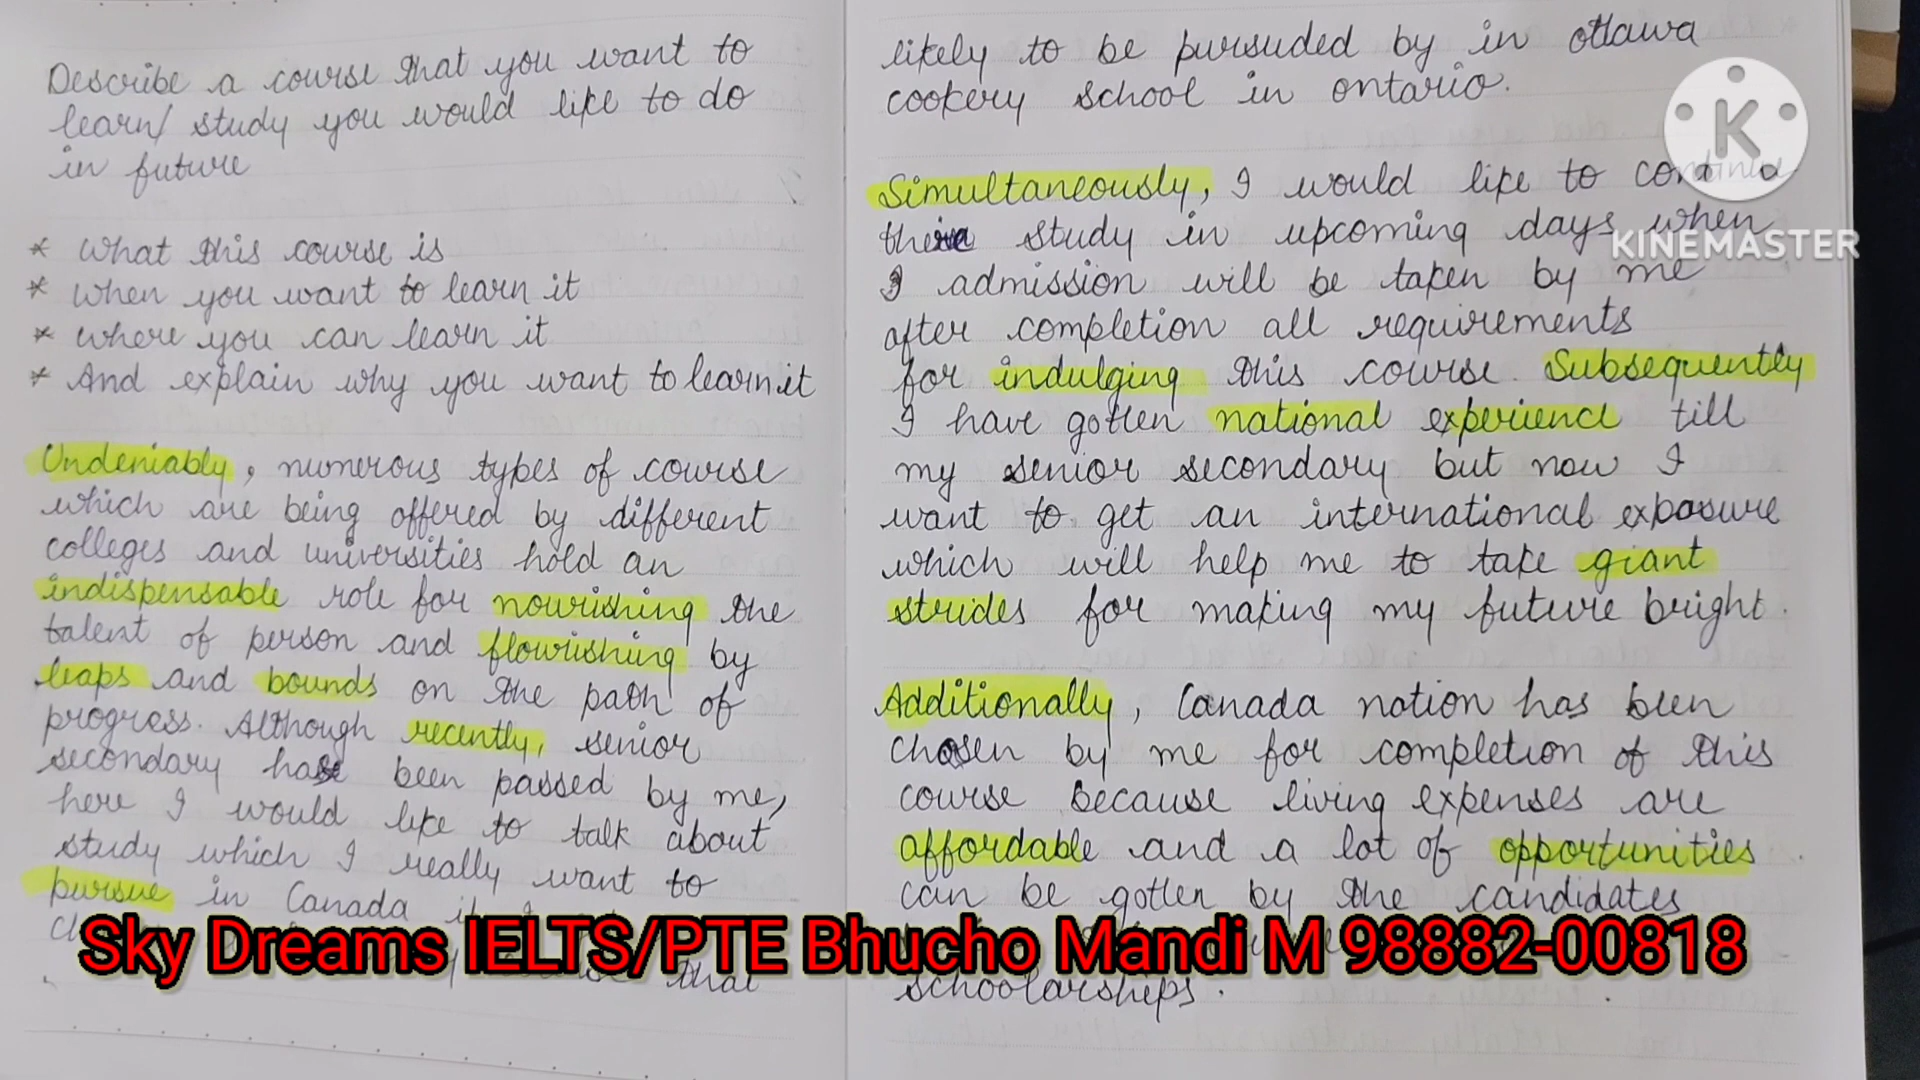 Describe a course that you want to
learn/ study you would like to do
in future
* What this course is
* When you want to learn it
* Where you can learn it
* And explain why you want to learn it
Undeniably, numerous types of course
which are being offered by different
colleges and universities hold an
indispensable role for nourishing the
talent of person and flourishing by
leaps and bounds on the path of
progress. Although recently, senior
secondary has been passed by me,
here I would like to talk about
study which I really want to
pursue in Canada
that
likely to be pursuded by in ottawa
cookery school in ontario.
Simultaneously, I would like to
study in upcoming days when
admission will be taken by me
after completion all requirements
for indulging this course. Subsequently
I have gotten national experience till
my senior secondary but now I
want to get an international exposure
which will help me to take giant
strides for making my future bright.
Additionally, Canada nation has been
chosen by me for completion of this
course because living expenses are
affordable and a lot of opportunities
can be gotten by the candidates
schoolarships.
K
KINEMASTER
Sky Dreams IELTS/PTE Bhucho Mandi M 98882-00818